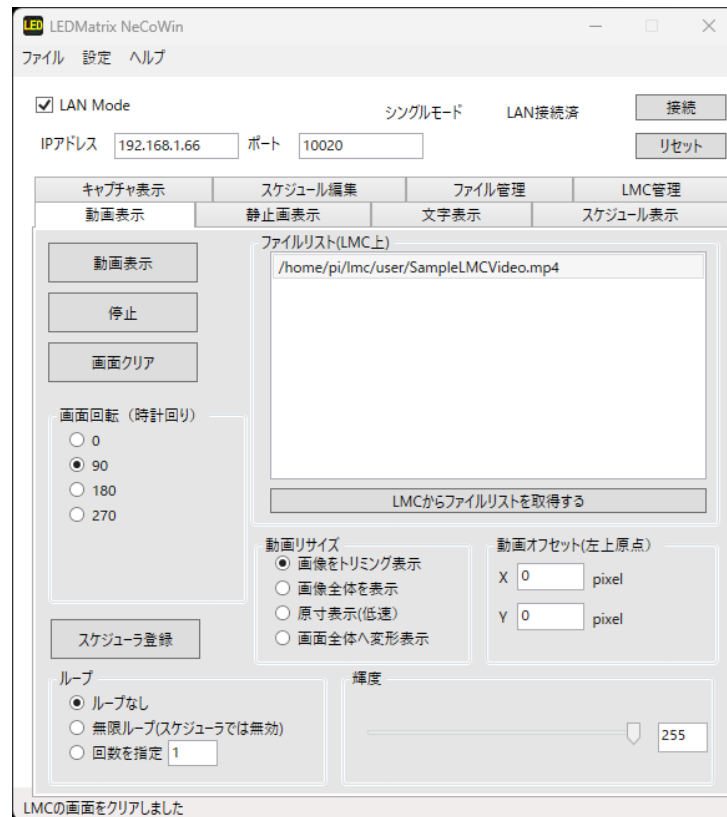 LED LEDMatrix NeCoWin
ファイル 設定 ヘルプ
LAN Mode
シングルモード LAN接続済 接続
IPアドレス 192.168.1.66 ポート 10020 リセット
キャプチャ表示 スケジュール編集 ファイル管理 LMC管理
動画表示 静止画表示 文字表示 スケジュール表示
動画表示
停止
画面クリア
ファイルリスト(LMC上)
/home/pi/lmc/user/SampleLMCVideo.mp4
LMCからファイルリストを取得する
画面回転（時計回り）
0
90
180
270
動画リサイズ
画像をトリミング表示
画像全体を表示
原寸表示(低速)
画面全体へ変形表示
動画オフセット(左上原点）
X 0 pixel
Y 0 pixel
スケジューラ登録
ループ
ループなし
無限ループ(スケジューラでは無効)
回数を指定 1
輝度
255
LMCの画面をクリアしました